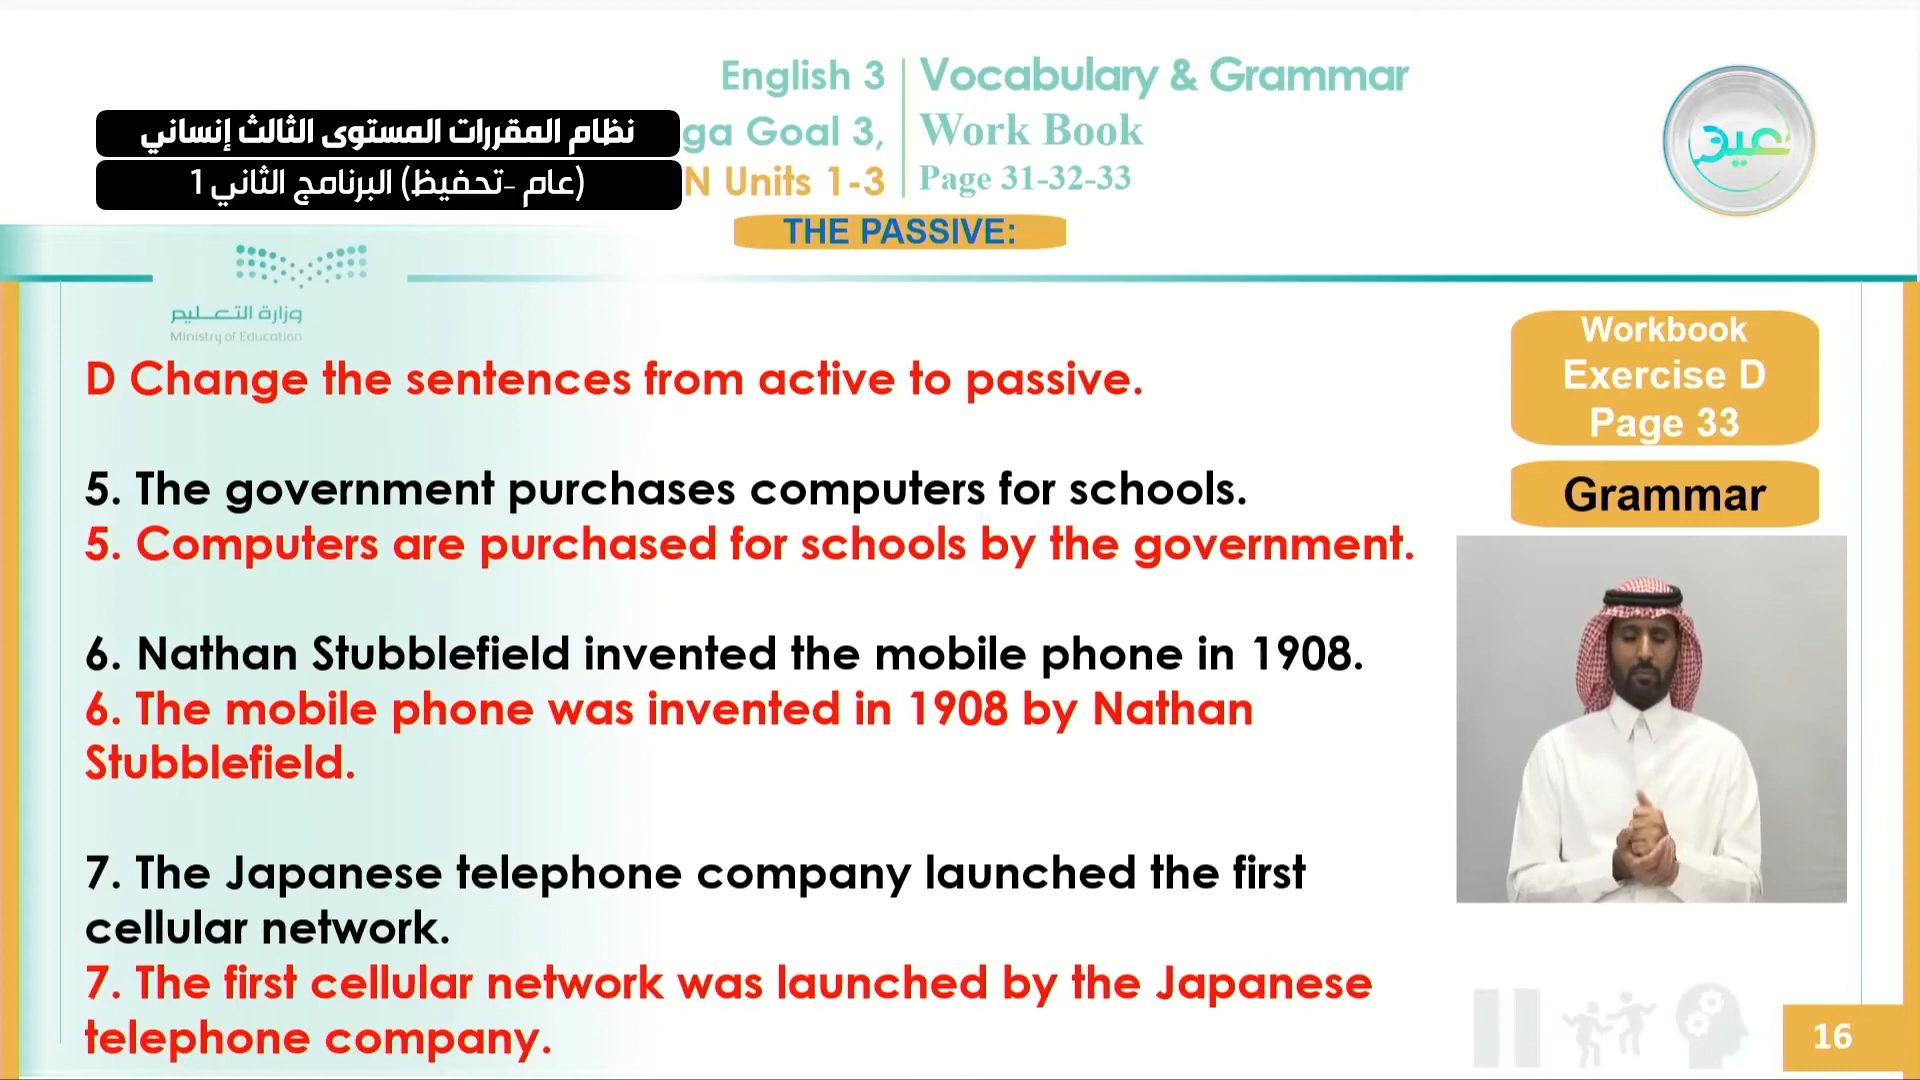 English 3
Vocabulary & Grammar
نظام المقررات المستوى الثالث إنساني
ga Goal 3,
Work Book
(عام -تحفيظ) البرنامج الثاني 1
N Units 1-3
Page 31-32-33
عين
THE PASSIVE:
وزارة التعليم
Ministry of Education
Workbook
Exercise D
Page 33
Grammar
D Change the sentences from active to passive.
5. The government purchases computers for schools.
5. Computers are purchased for schools by the government.
6. Nathan Stubblefield invented the mobile phone in 1908.
6. The mobile phone was invented in 1908 by Nathan
Stubblefield.
7. The Japanese telephone company launched the first
cellular network.
7. The first cellular network was launched by the Japanese
telephone company.
16